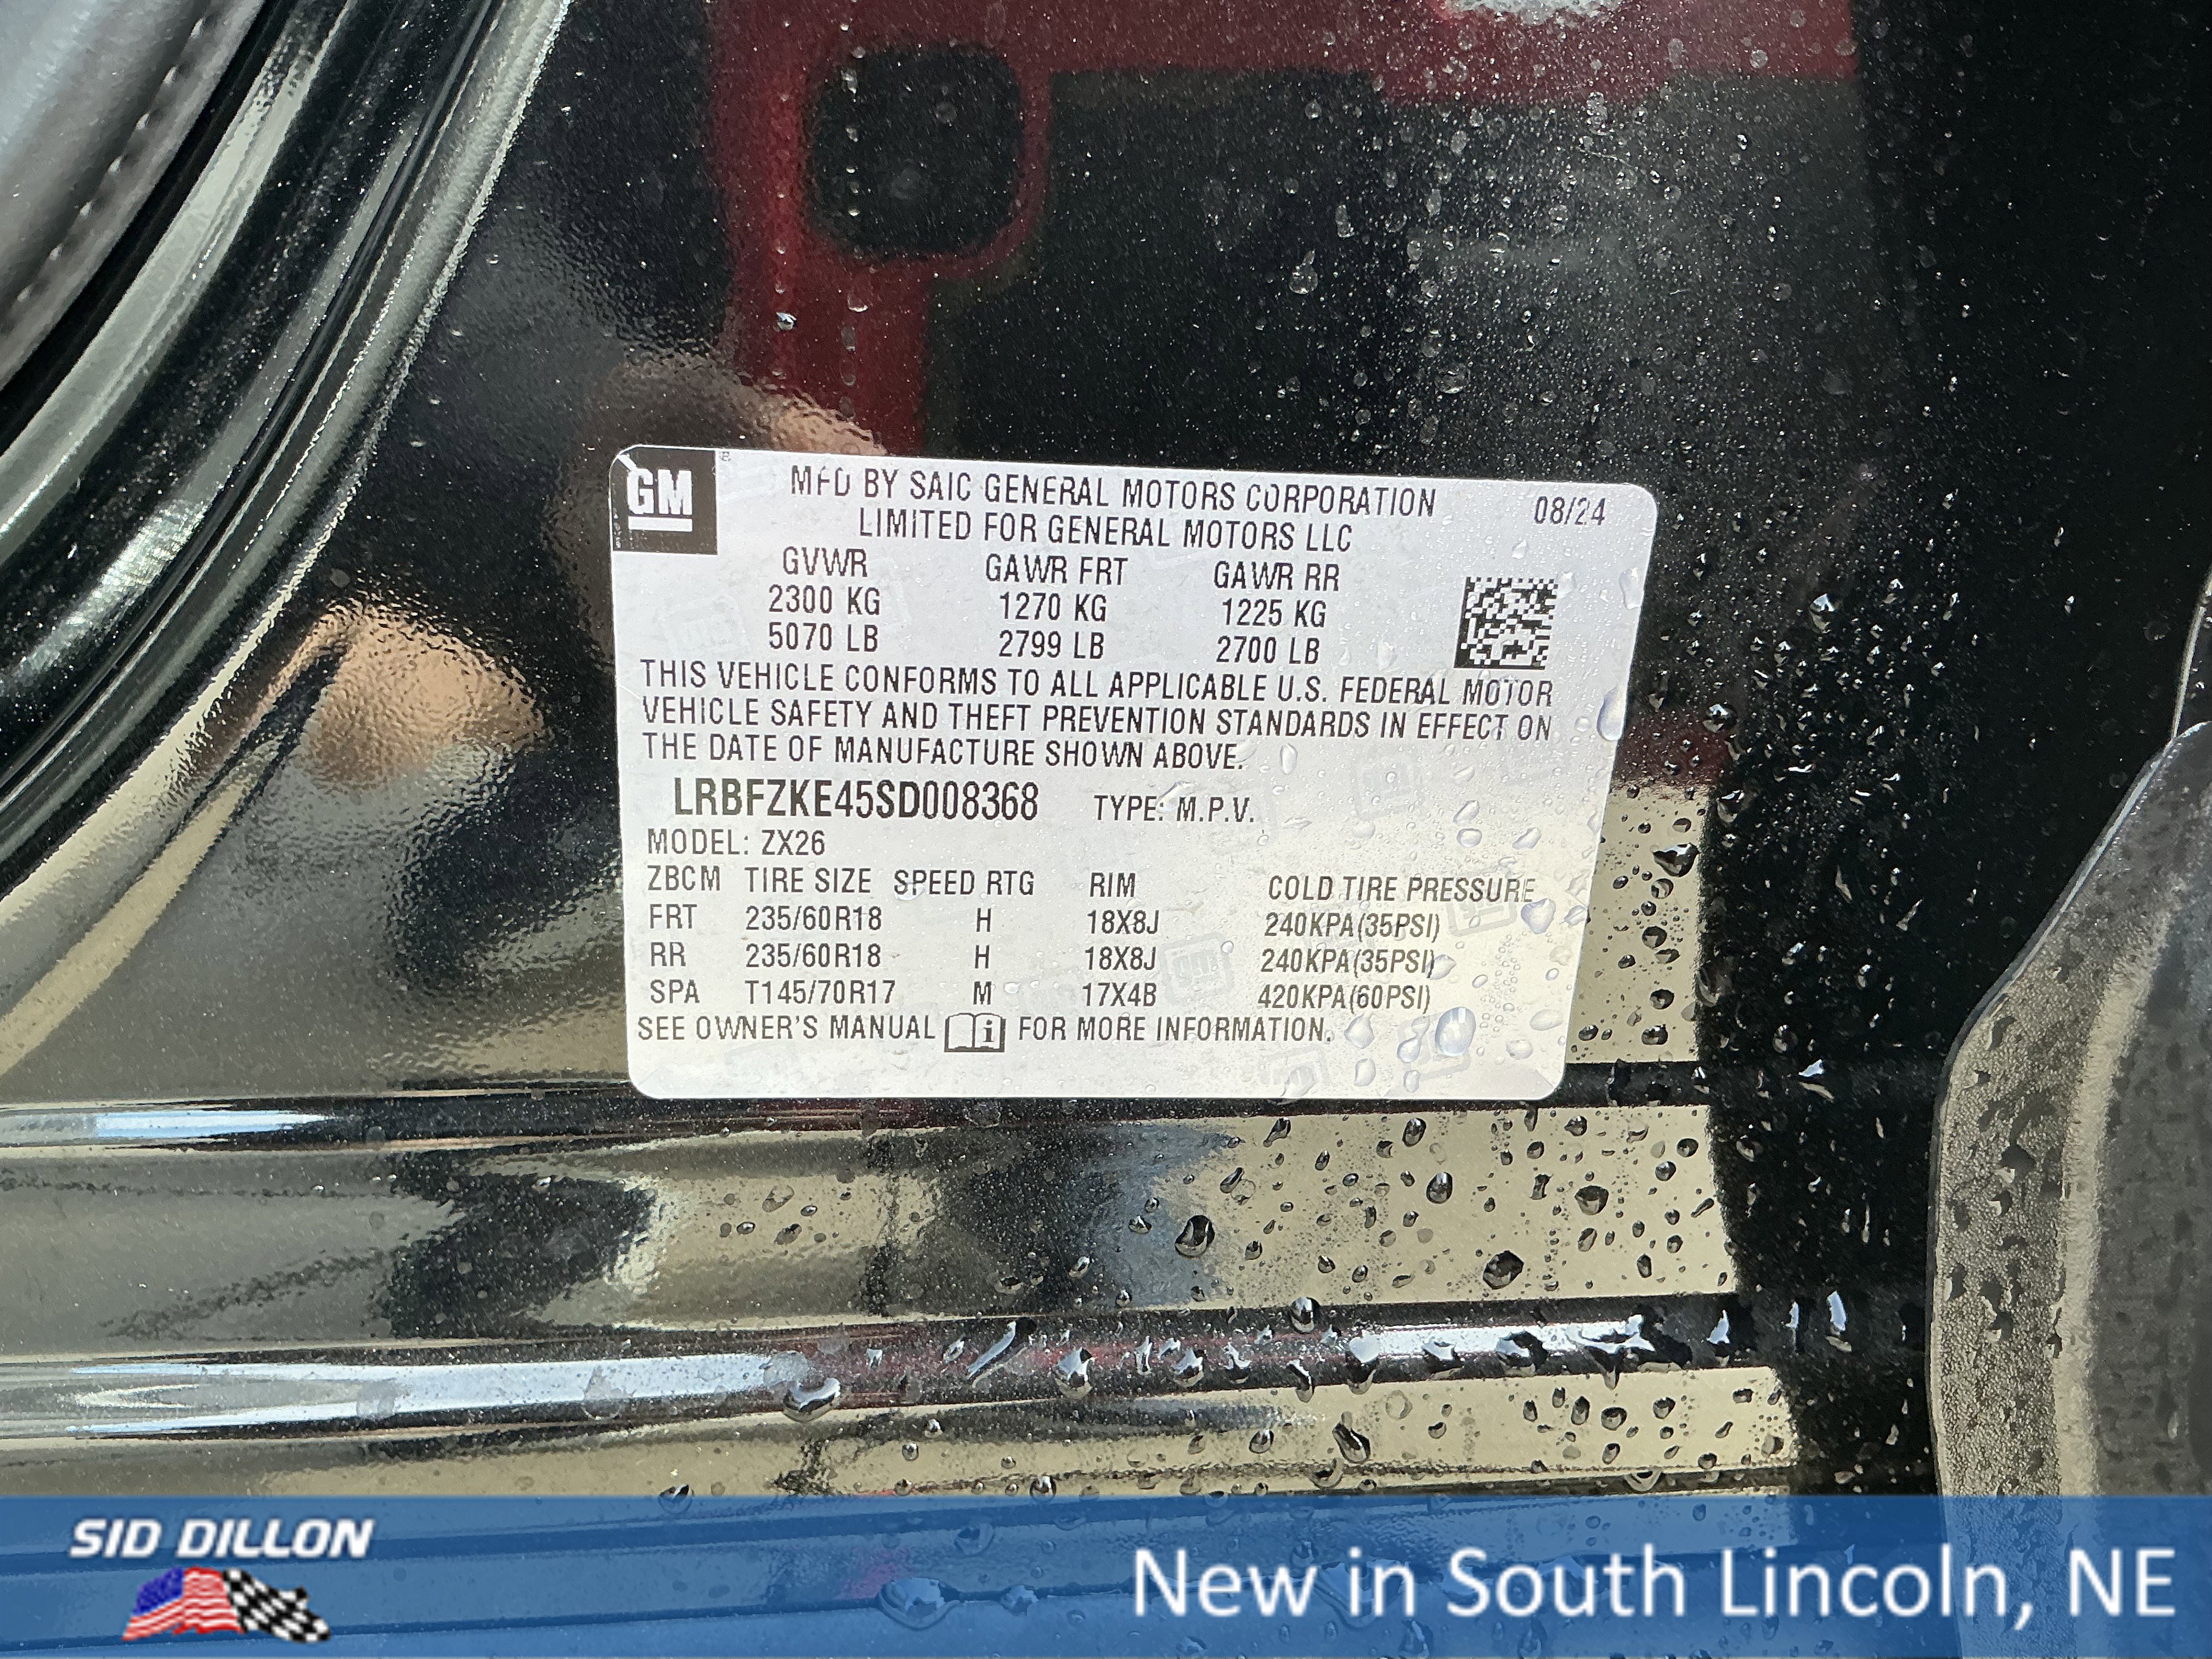 GM
MFD BY SAIC GENERAL MOTORS CORPORATION 08/24
LIMITED FOR GENERAL MOTORS LLC
GVWR GAWR FRT GAWR RR
2300 KG 1270 KG 1225 KG
5070 LB 2799 LB 2700 LB
THIS VEHICLE CONFORMS TO ALL APPLICABLE U.S. FEDERAL MOTOR
VEHICLE SAFETY AND THEFT PREVENTION STANDARDS IN EFFECT ON
THE DATE OF MANUFACTURE SHOWN ABOVE.
LRBFZKE45SD008368 TYPE: M.P.V.
MODEL: ZX26
ZBCM TIRE SIZE SPEED RTG RIM COLD TIRE PRESSURE
FRT 235/60R18 H 18X8J 240KPA(35PSI)
RR 235/60R18 H 18X8J 240KPA(35PSI)
SPA T145/70R17 M 17X4B 420KPA(60PSI)
SEE OWNER'S MANUAL i FOR MORE INFORMATION.
SID DILLON
New in South Lincoln, NE